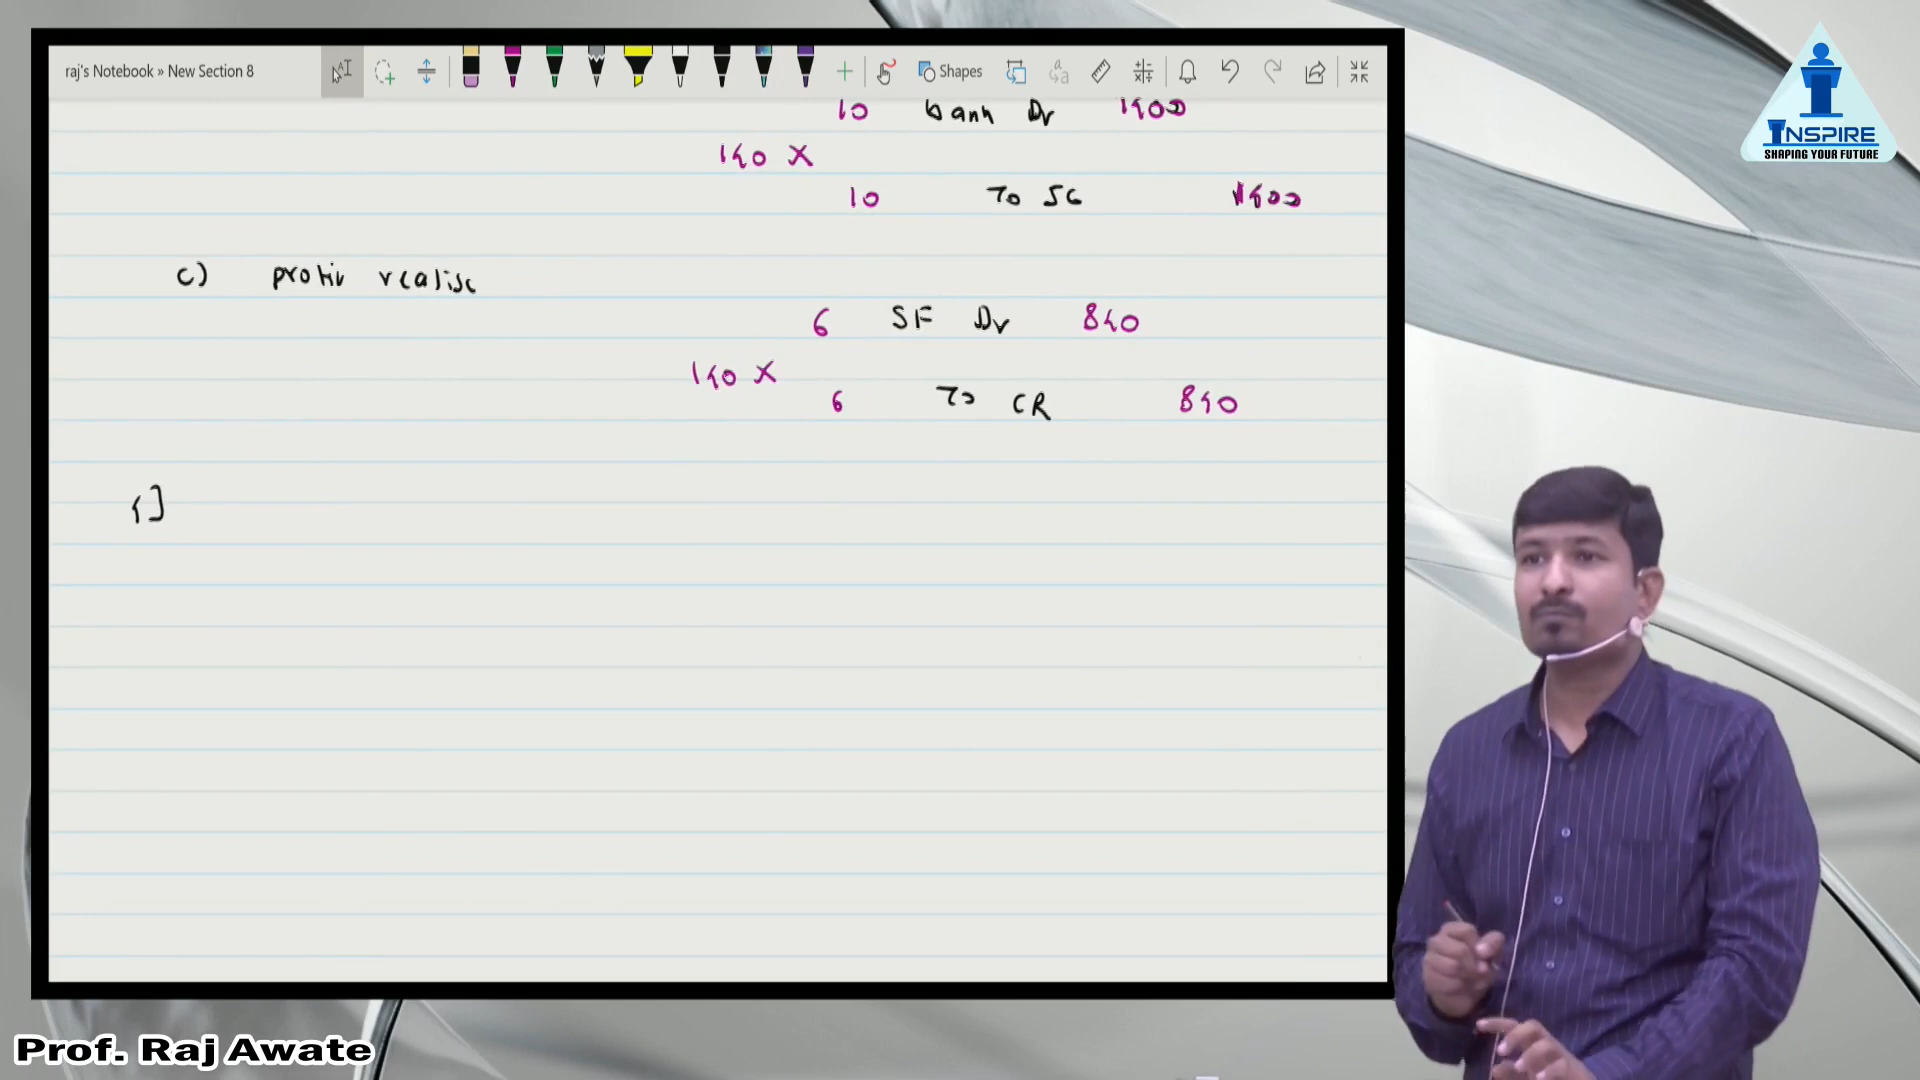 raj's Notebook » New Section 8
Shapes
10 bank Dr 1400
140 X
10 To SC 1400
c) profit realise
6 SF Dr 840
140 X
6 To CR 840
4]
INSPIRE
SHAPING YOUR FUTURE
Prof. Raj Awate